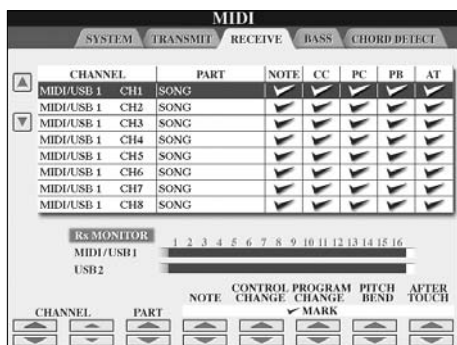 MIDI
SYSTEM TRANSMIT RECEIVE BASS CHORD DETECT
CHANNEL PART NOTE CC PC PB AT
MIDI/USB 1 CH1 SONG
MIDI/USB 1 CH2 SONG
MIDI/USB 1 CH3 SONG
MIDI/USB 1 CH4 SONG
MIDI/USB 1 CH5 SONG
MIDI/USB 1 CH6 SONG
MIDI/USB 1 CH7 SONG
MIDI/USB 1 CH8 SONG
Rx MONITOR 1 2 3 4 5 6 7 8 9 10 11 12 13 14 15 16
MIDI/USB1
USB2
CHANNEL PART NOTE CONTROL CHANGE PROGRAM CHANGE PITCH BEND AFTER TOUCH
MARK